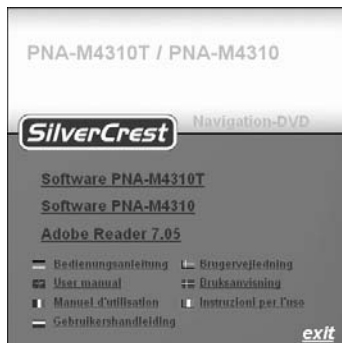 PNA-M4310T / PNA-M4310
SilverCrest
Navigation-DVD
Software PNA-M4310T
Software PNA-M4310
Adobe Reader 7.05
Bedienungsanleitung Brugervejledning
User manual Bruksanvisning
Manuel d'utilisation Instruzioni per l'uso
Gebruikershandleiding
exit